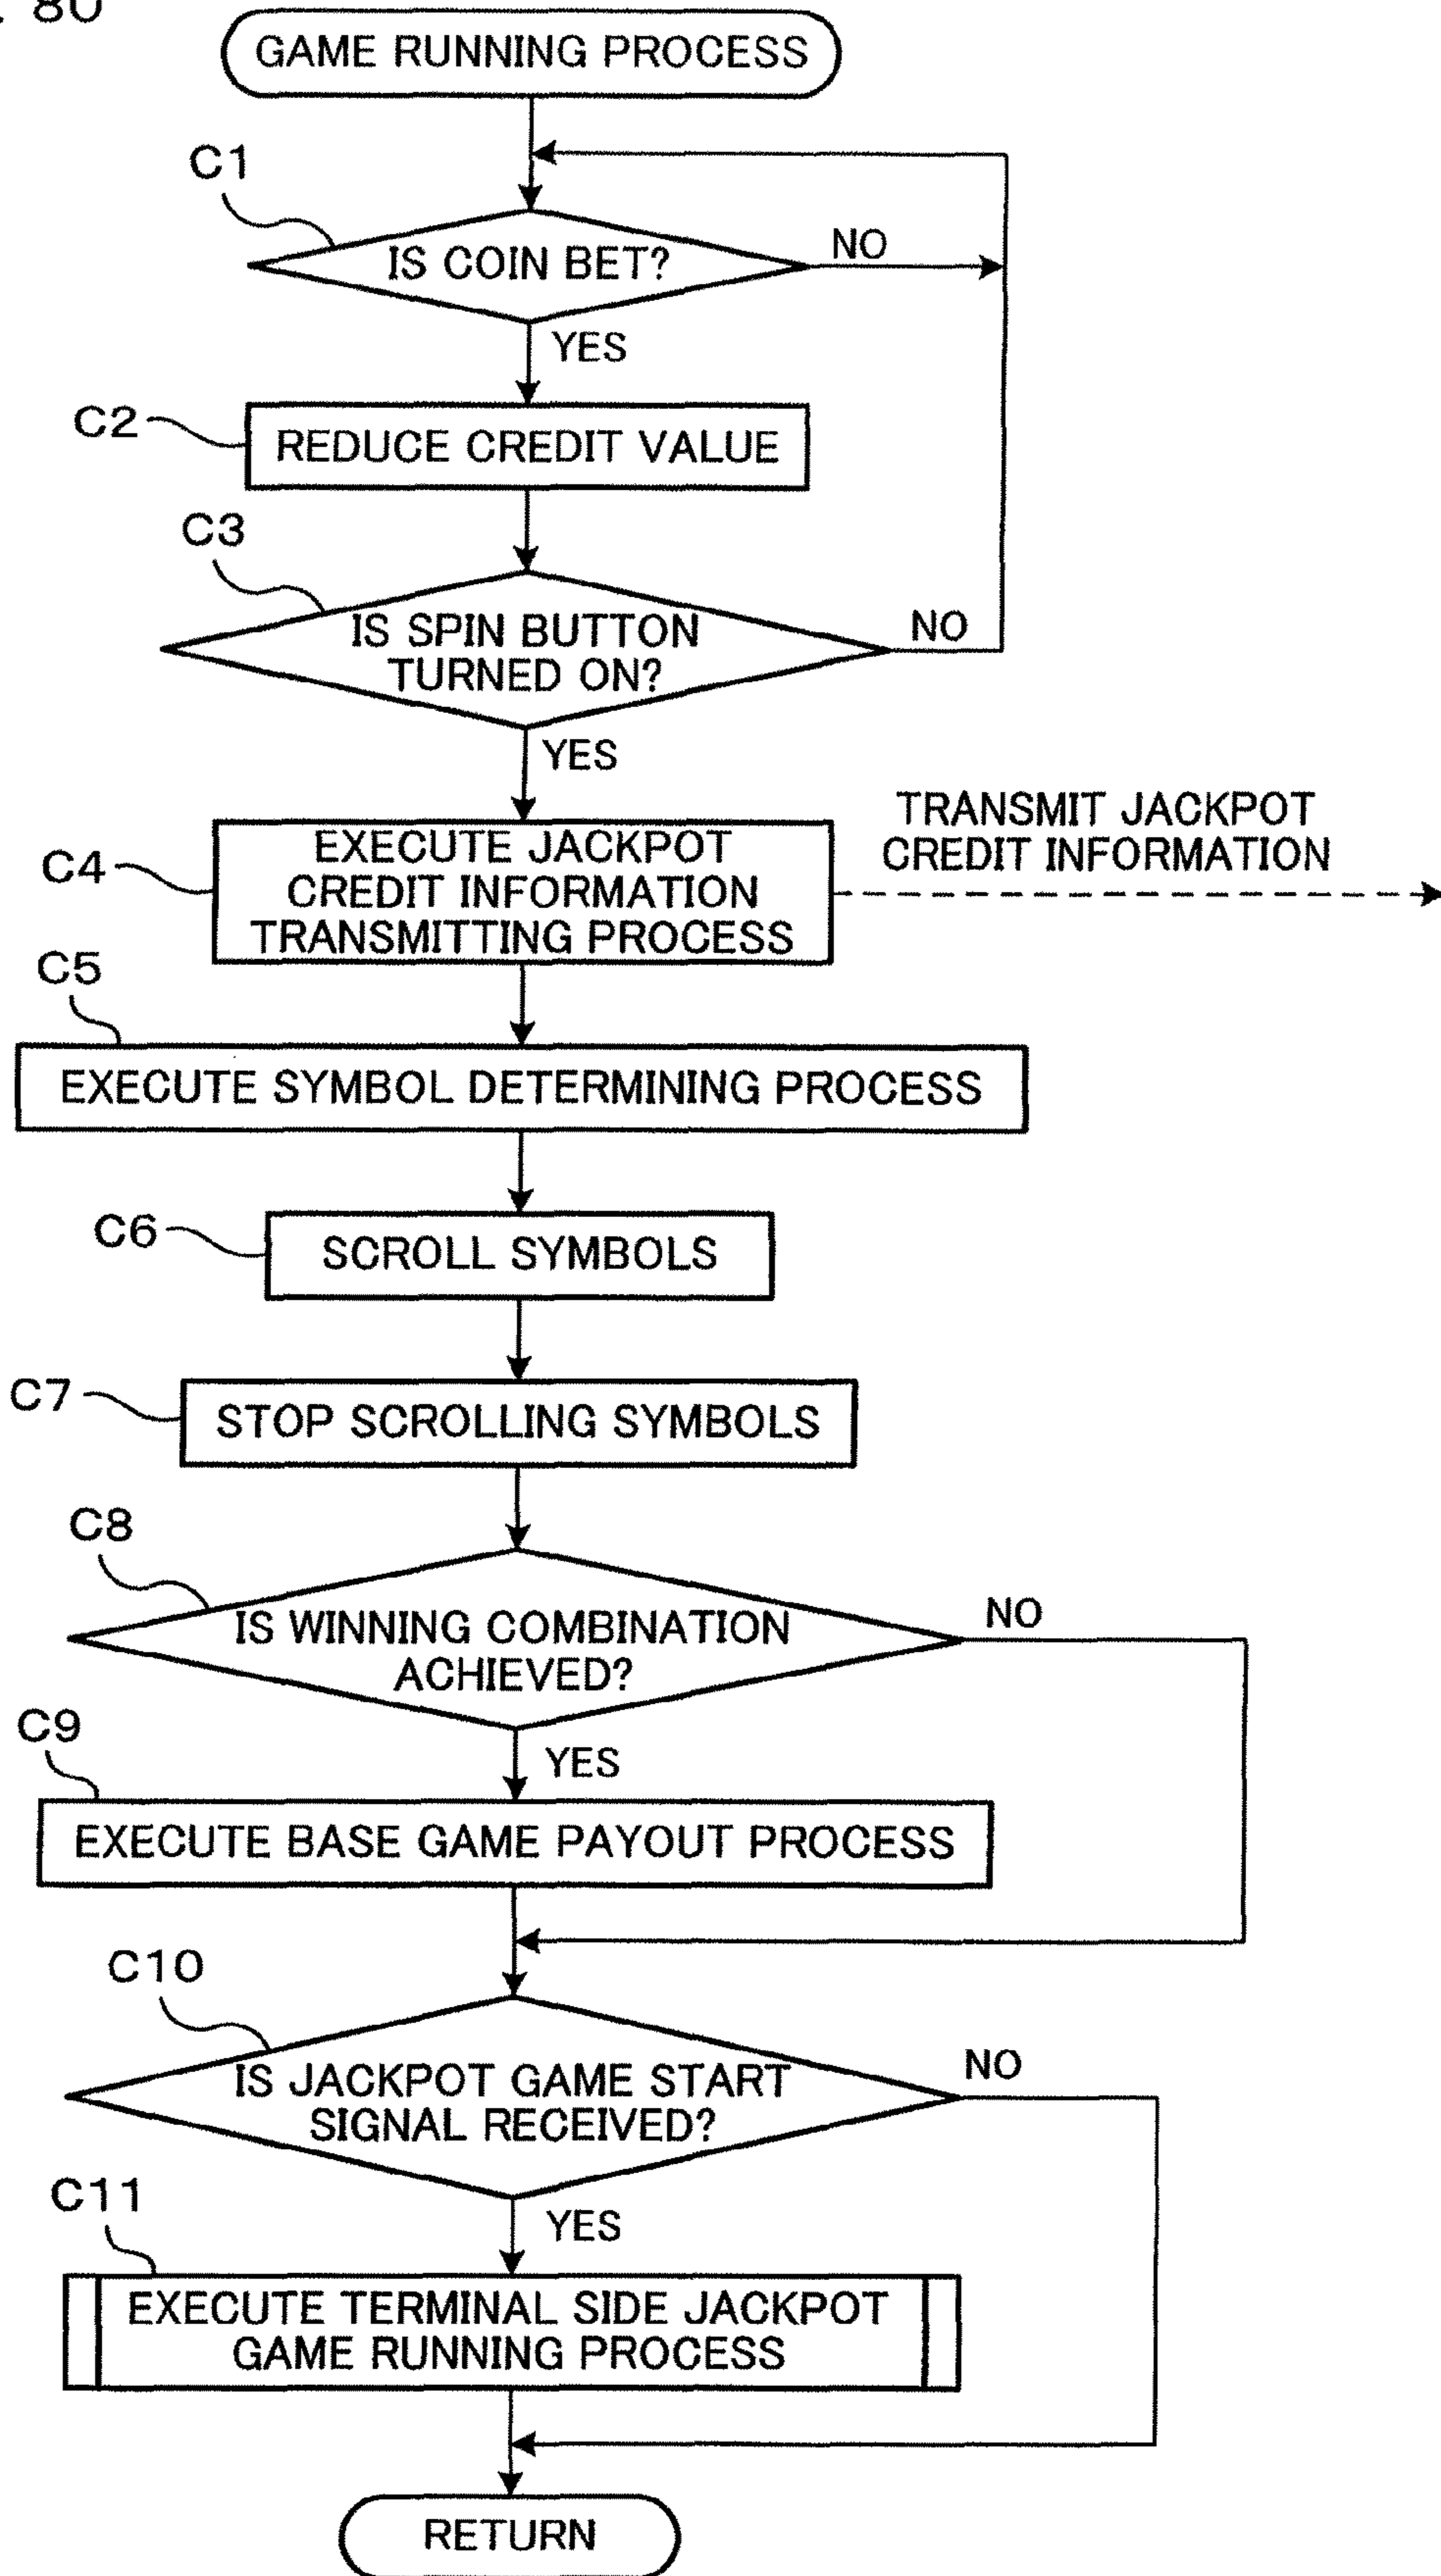 80
GAME RUNNING PROCESS
C1
IS COIN BET?
NO
YES
C2
REDUCE CREDIT VALUE
C3
IS SPIN BUTTON
TURNED ON?
NO
YES
TRANSMIT JACKPOT
CREDIT INFORMATION
C4
EXECUTE JACKPOT
CREDIT INFORMATION
TRANSMITTING PROCESS
C5
EXECUTE SYMBOL DETERMINING PROCESS
C6
SCROLL SYMBOLS
C7
STOP SCROLLING SYMBOLS
C8
IS WINNING COMBINATION
ACHIEVED?
NO
YES
C9
EXECUTE BASE GAME PAYOUT PROCESS
C10
IS JACKPOT GAME START
SIGNAL RECEIVED?
NO
YES
C11
EXECUTE TERMINAL SIDE JACKPOT
GAME RUNNING PROCESS
RETURN